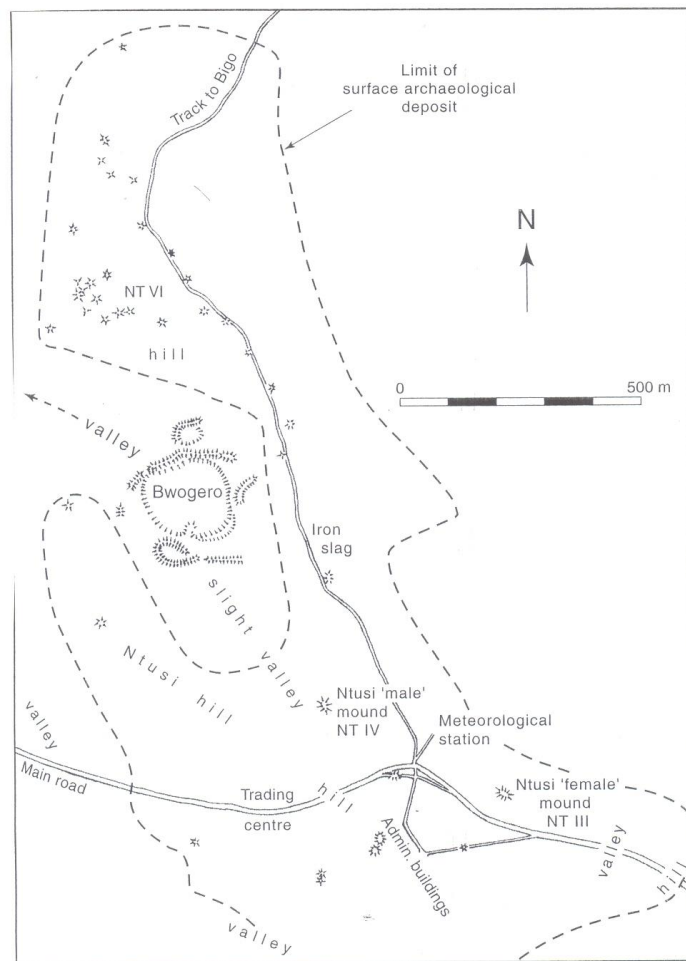 Track to Bigo
Limit of
surface archaeological
deposit
N
NT VI
hill
0 500 m
valley
Bwogero
Iron
slag
slight valley
Ntusi hill
Ntusi 'male'
mound
NT IV
valley
Meteorological
station
Main road
Trading
centre
hill
Ntusi 'female'
mound
NT III
valley
hill
Admin. buildings
valley